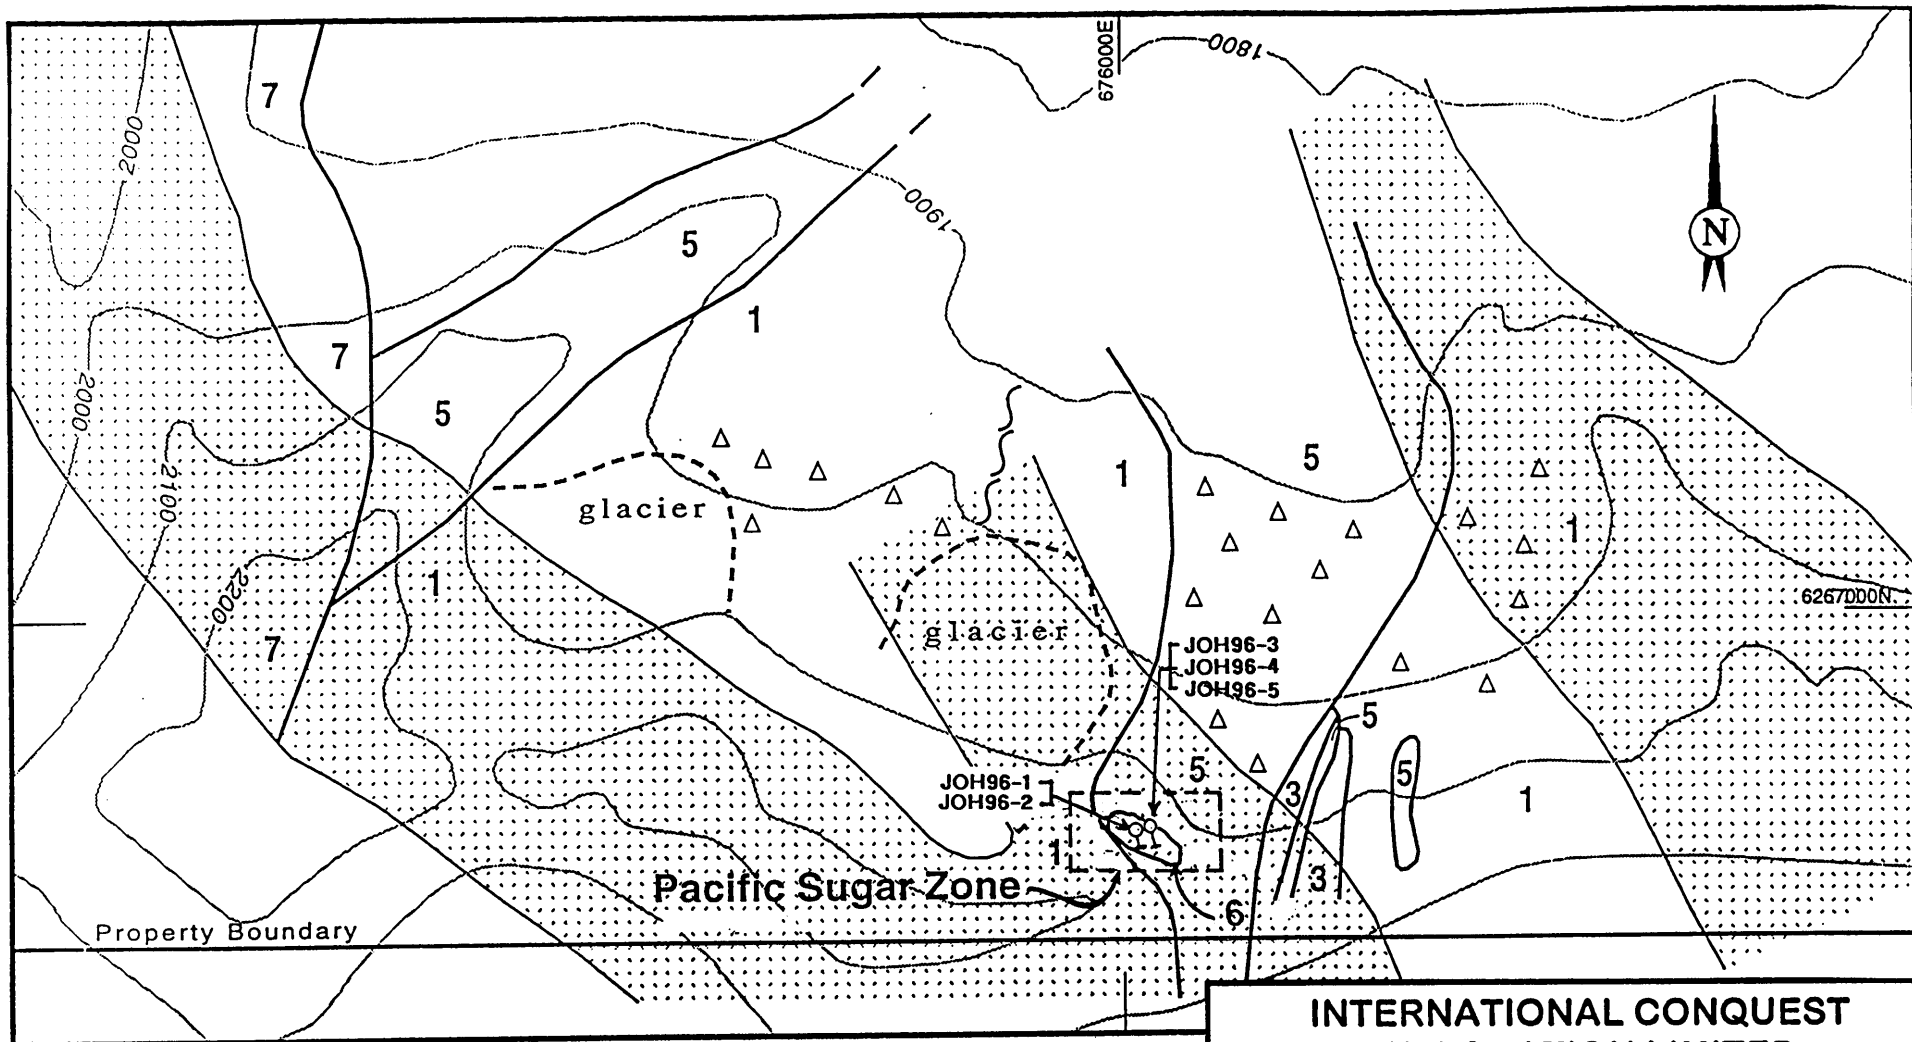 676000E
1800
7
2000
1900
5
N
1
7
2000
5
5
1
2100
glacier
1
1
2200
6267000N.
glacier
7
JOH96-3
JOH96-4
JOH96-5
5
5
5
JOH96-1
JOH96-2
3
1
1
3
Pacific Sugar Zone
6
Property Boundary
INTERNATIONAL CONQUEST